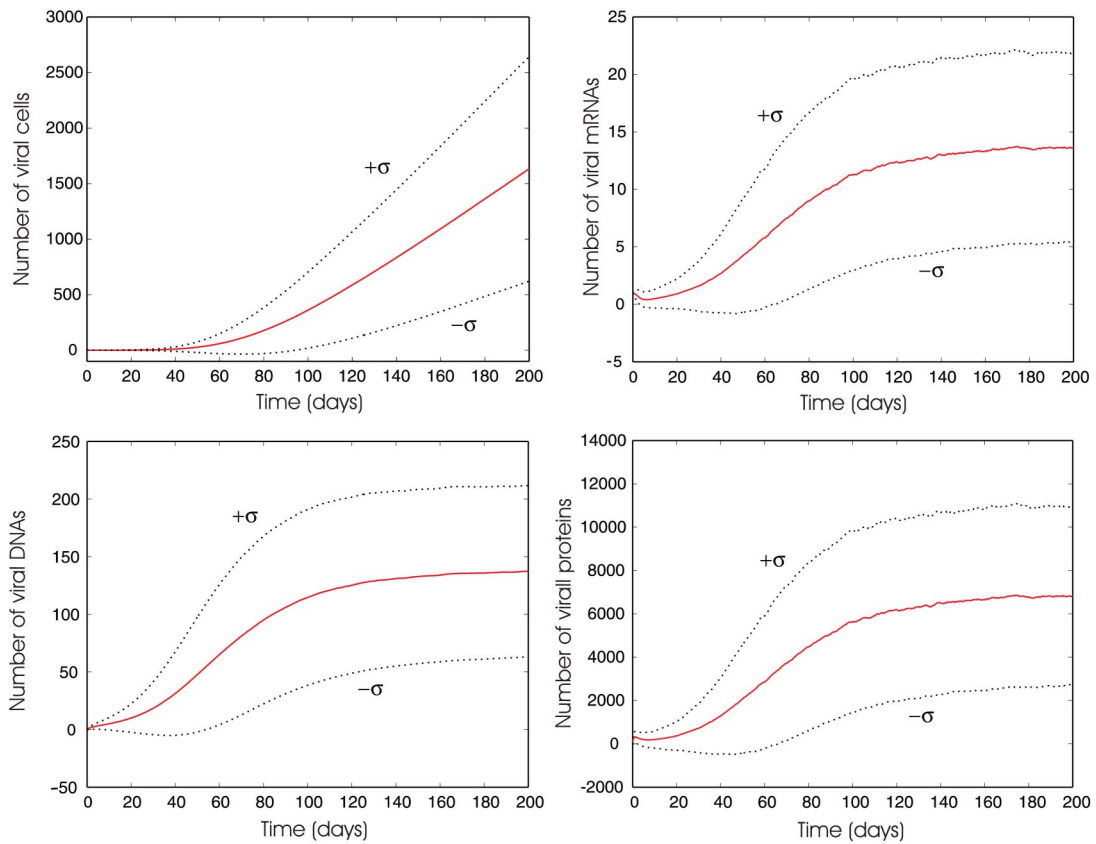 3000
2500
2000
1500
1000
500
0
Number of viral cells
+σ
−σ
0 20 40 60 80 100 120 140 160 180 200
Time (days)
25
20
15
10
5
0
-5
Number of viral mRNAs
+σ
−σ
0 20 40 60 80 100 120 140 160 180 200
Time (days)
250
200
150
100
50
0
−50
Number of viral DNAs
+σ
−σ
0 20 40 60 80 100 120 140 160 180 200
Time (days)
14000
12000
10000
8000
6000
4000
2000
0
-2000
Number of virall proteins
+σ
−σ
0 20 40 60 80 100 120 140 160 180 200
Time (days)